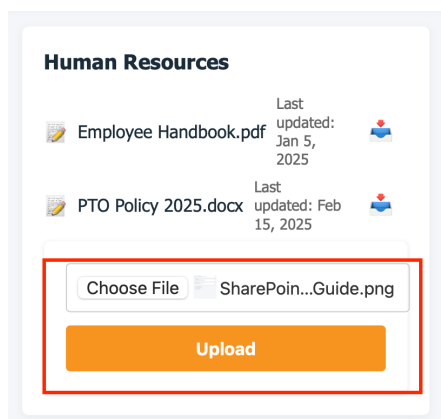 Human Resources
Last
updated:
Employee Handbook.pdf
Jan 5,
2025
Last
PTO Policy 2025.docx updated: Feb
15, 2025
Choose File SharePoin...Guide.png
Upload